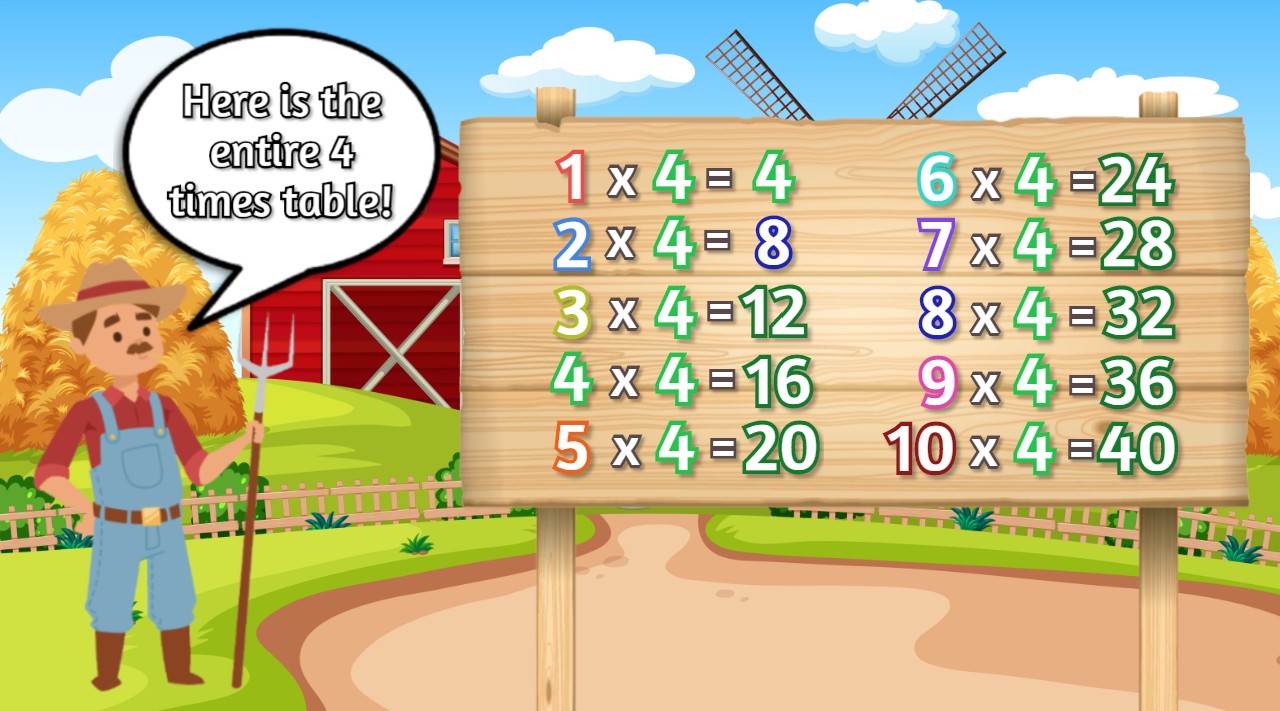 Here is the
entire 4
times table!
1 x 4 = 4
2 x 4 = 8
3 x 4 = 12
4 x 4 = 16
5 x 4 = 20
6 x 4 = 24
7 x 4 = 28
8 x 4 = 32
9 x 4 = 36
10 x 4 = 40